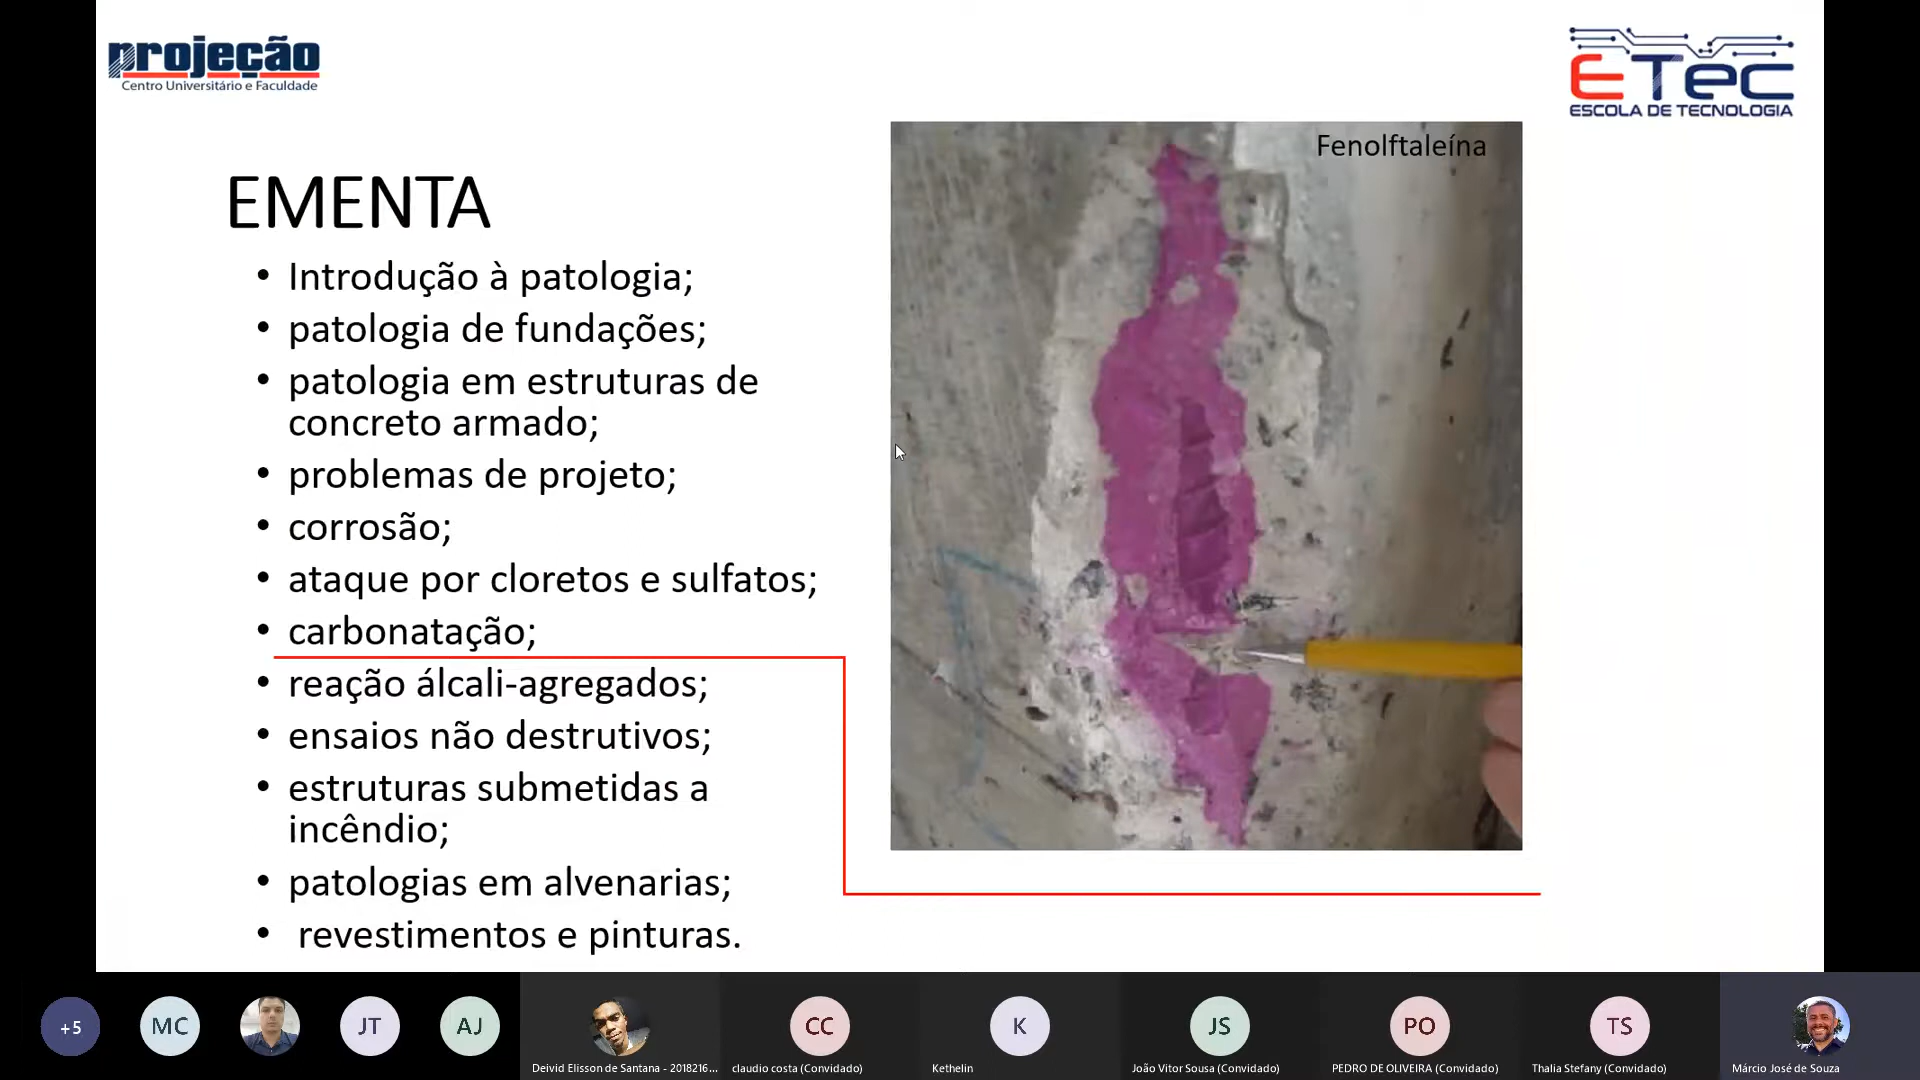 projeção
Centro Universitário e Faculdade
ETec
ESCOLA DE TECNOLOGIA
Fenolftaleína
EMENTA
• Introdução à patologia;
• patologia de fundações;
• patologia em estruturas de
concreto armado;
• problemas de projeto;
• corrosão;
• ataque por cloretos e sulfatos;
• carbonatação;
• reação álcali-agregados;
• ensaios não destrutivos;
• estruturas submetidas a
incêndio;
• patologias em alvenarias;
• revestimentos e pinturas.
+5
MC
JT
AJ
CC
K
JS
PO
TS
Deivid Elisson de Santana - 2018216...
claudio costa (Convidado)
Kethelin
João Vitor Sousa (Convidado)
PEDRO DE OLIVEIRA (Convidado)
Thalia Stefany (Convidado)
Márcio José de Souza